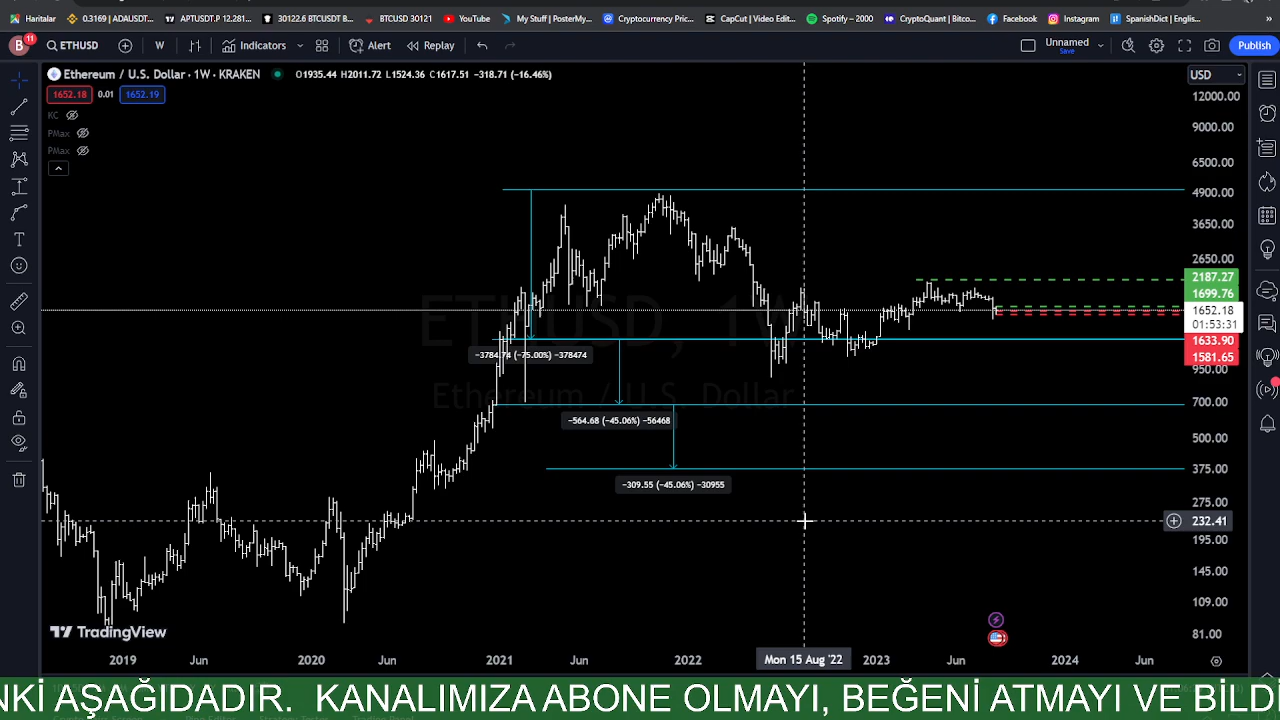 Haritalar
0.3169 | ADAUSDT...
APTUSDT.P 12.281...
30122.6 BTCUSDT B...
BTCUSD 30121
YouTube
My Stuff | PosterMy...
Cryptocurrency Pric...
CapCut | Video Edit...
Spotify – 2000
CryptoQuant | Bitco...
Facebook
Instagram
SpanishDict | Englis...
»
B
11
ETHUSD
W
Indicators
Alert
Replay
Unnamed
Save
Publish
Ethereum / U.S. Dollar · 1W · KRAKEN
O1935.44 H2011.72 L1524.36 C1617.51 −318.71 (−16.46%)
USD
1652.18
0.01
1652.19
KC
PMax
PMax
12000.00
9000.00
6500.00
4900.00
3650.00
2650.00
2187.27
1699.76
1652.18
01:53:31
1633.90
1581.65
950.00
700.00
500.00
375.00
275.00
232.41
195.00
145.00
109.00
81.00
ETHUSD, 1W
Ethereum / U.S. Dollar
−3784.74 (−75.00%) −378474
−564.68 (−45.06%) −56468
−309.55 (−45.06%) −30955
TradingView
2019
Jun
2020
Jun
2021
Jun
2022
Mon 15 Aug '22
2023
Jun
2024
Jun
NKİ AŞAĞIDADIR. KANALIMIZA ABONE OLMAYI, BEĞENİ ATMAYI VE BİLDİ